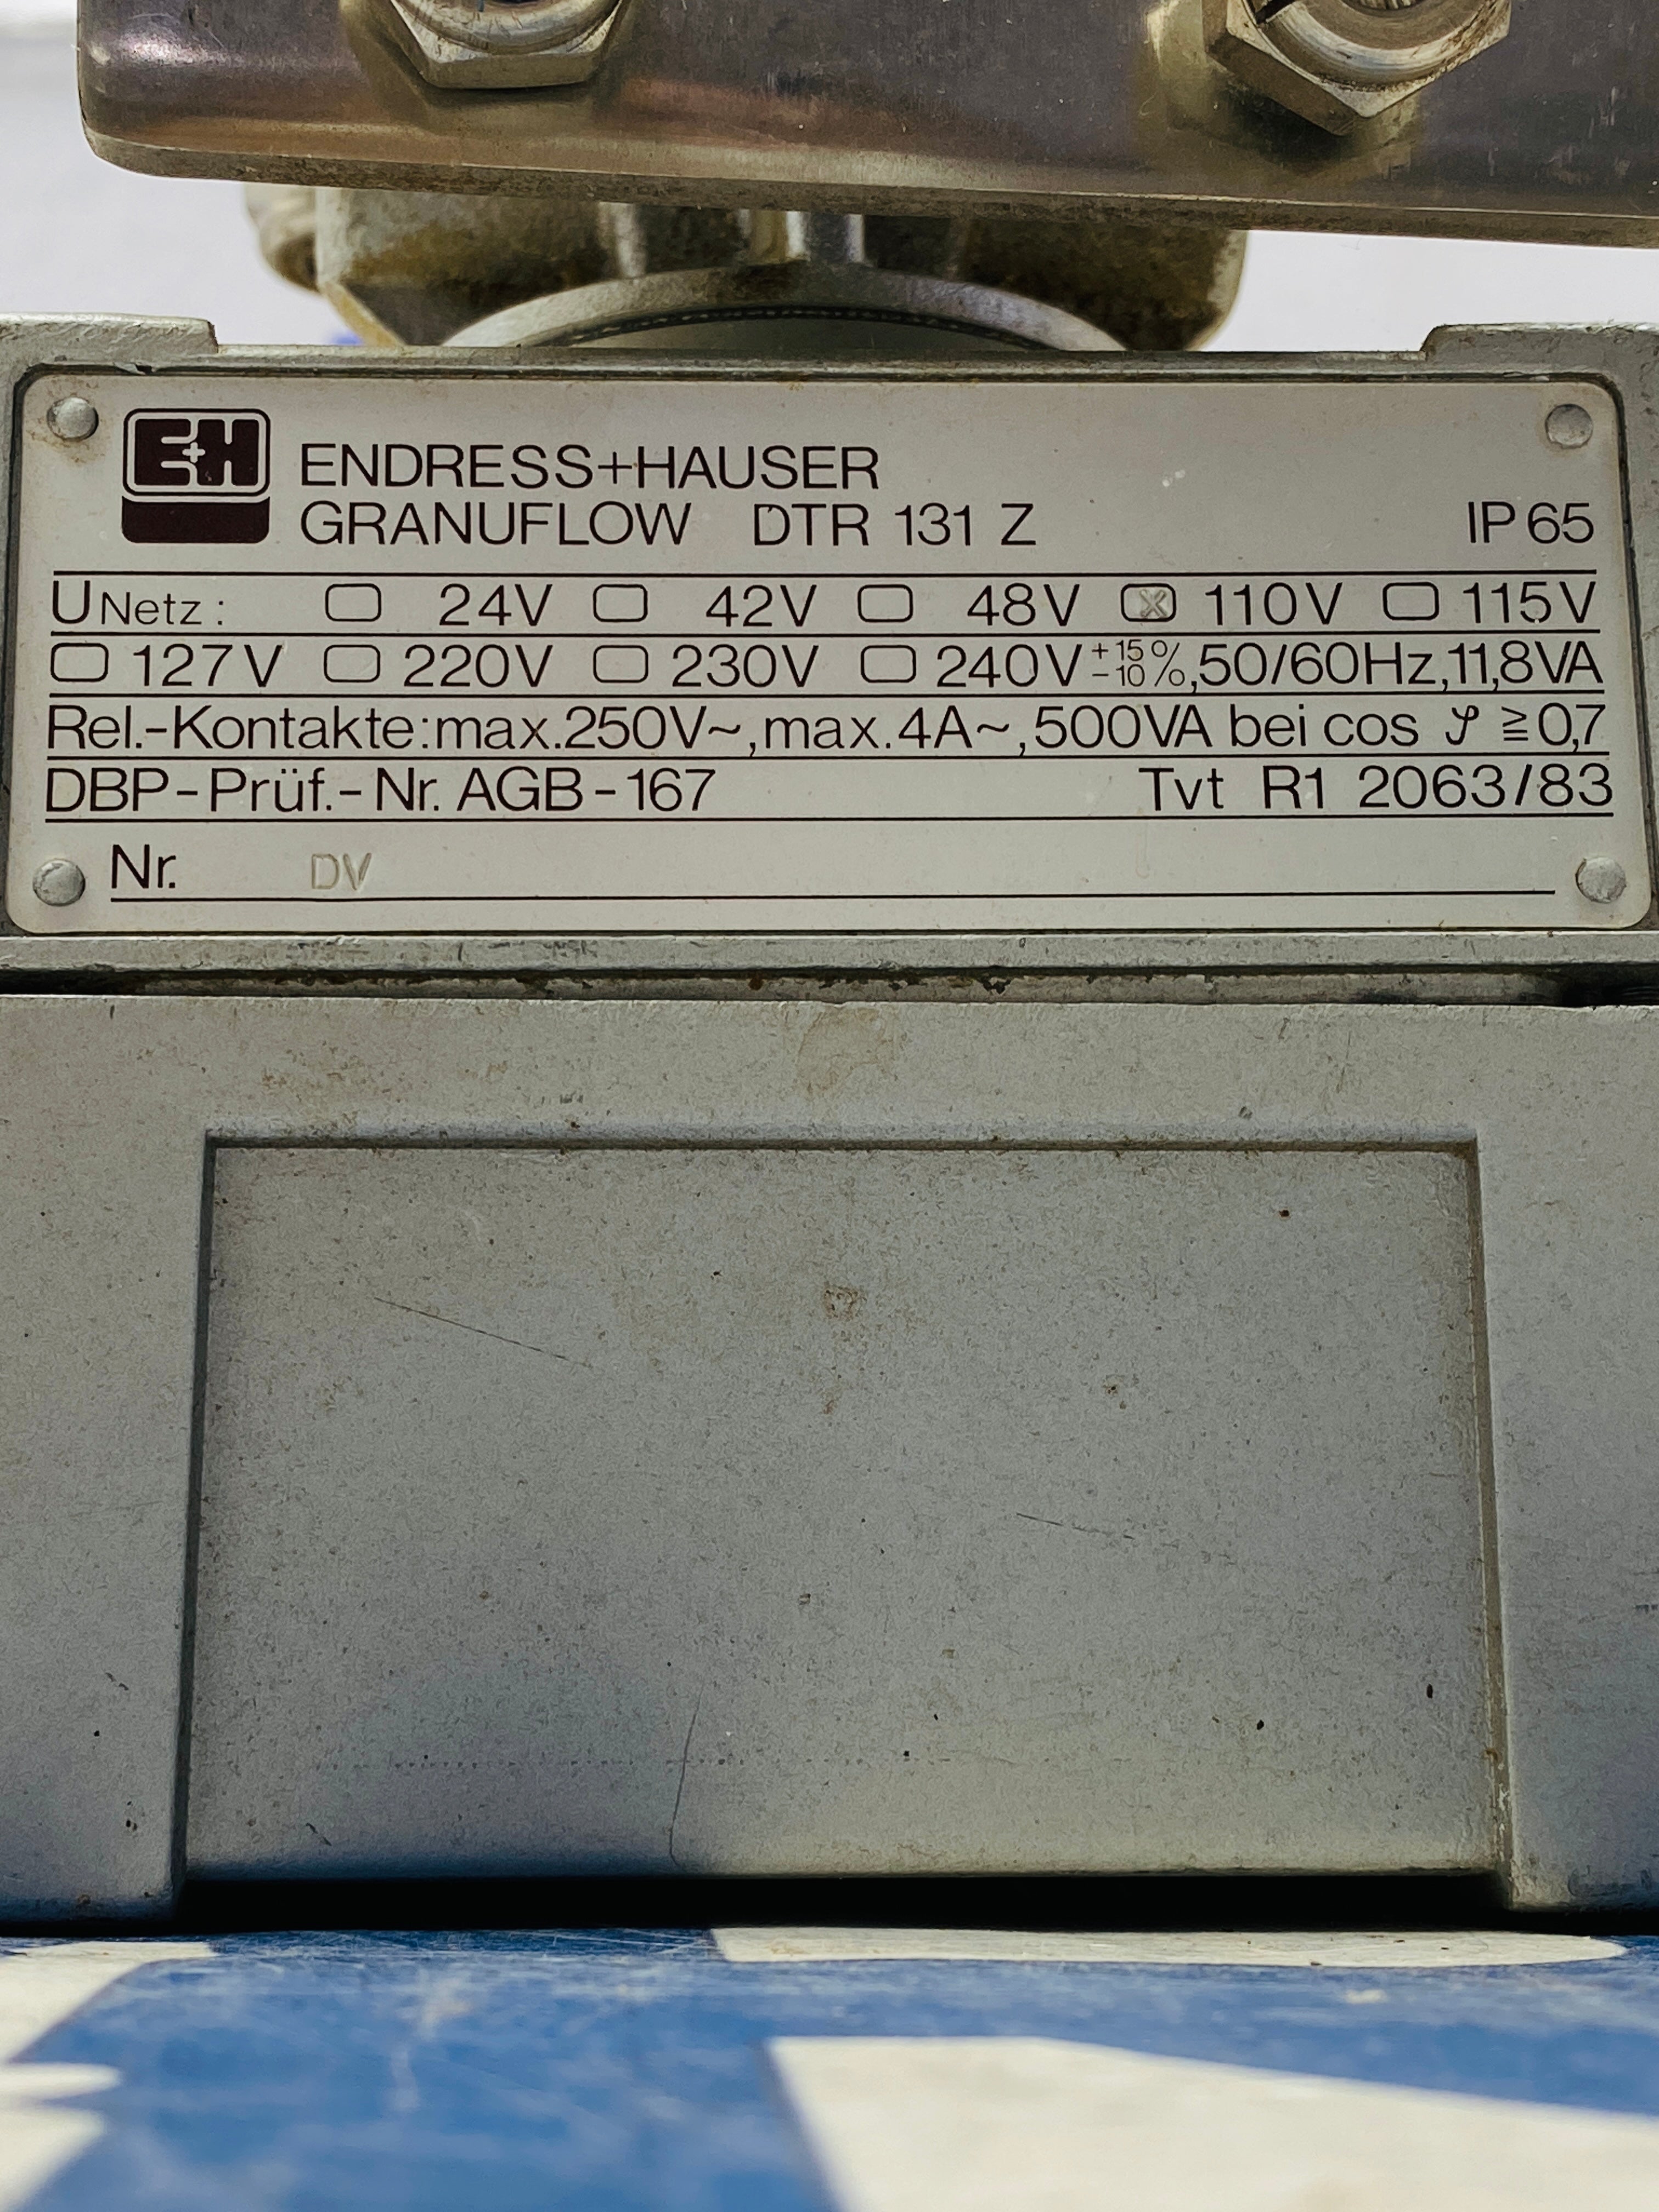 E+H
ENDRESS+HAUSER
GRANUFLOW DTR 131 Z IP 65
U Netz: ☐ 24V ☐ 42V ☐ 48V ☒ 110V ☐ 115V
☐ 127V ☐ 220V ☐ 230V ☐ 240V +15 -10 %, 50/60Hz, 11,8VA
Rel.-Kontakte: max. 250V~, max. 4A~, 500VA bei cos φ ≧ 0,7
DBP-Prüf.-Nr. AGB-167 Tvt R1 2063/83
Nr. DV